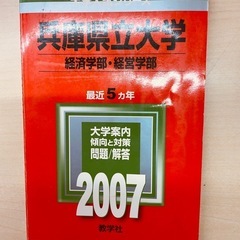 兵庫県立大学
経済学部・経営学部
最近5カ年
大学案内
傾向と対策
問題/解答
2007
教学社